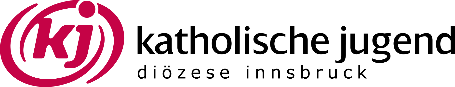 kj katholische jugend
diözese innsbruck